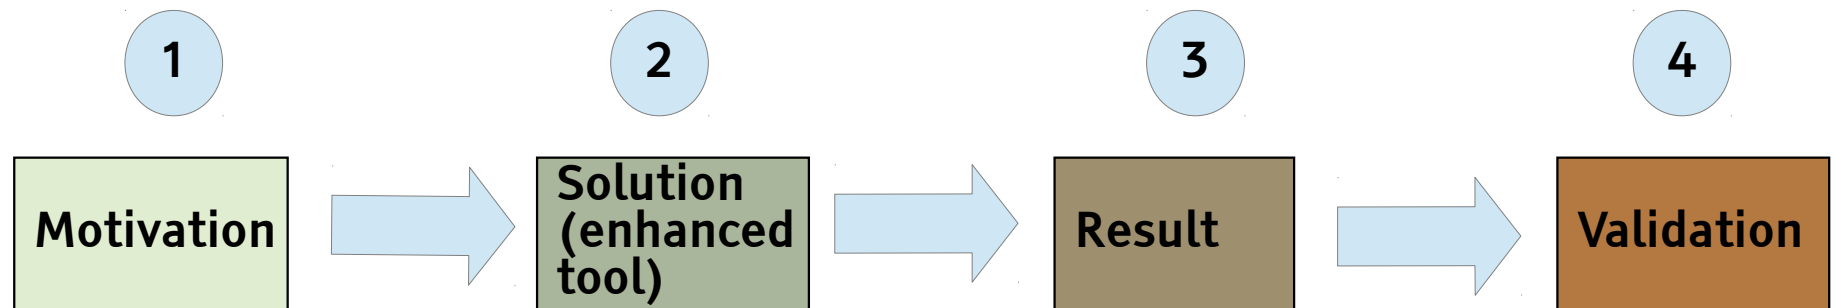 1
2
3
4
Motivation
Solution
(enhanced
tool)
Result
Validation